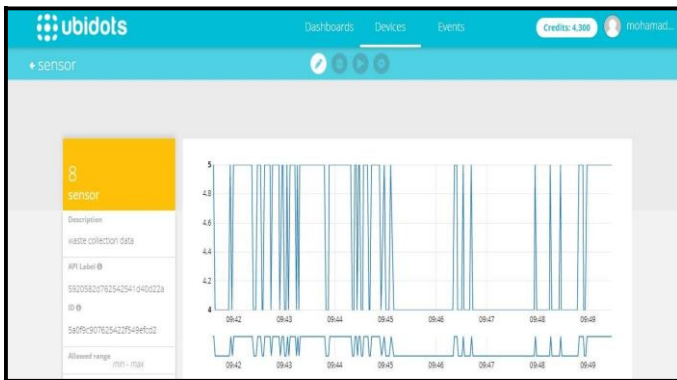 ubidots
Dashboards Devices Events Credits: 4,300 mohamad...
sensor
8
sensor
Description
waste collection data
API Label
5920582d762542541d40d22a
ID
5a0f9c907625422f549efcd2
Allowed range
min - max
5
4.8
4.6
4.4
4.2
4
09:42 09:43 09:44 09:45 09:46 09:47 09:48 09:49
09:42 09:43 09:44 09:45 09:46 09:47 09:48 09:49